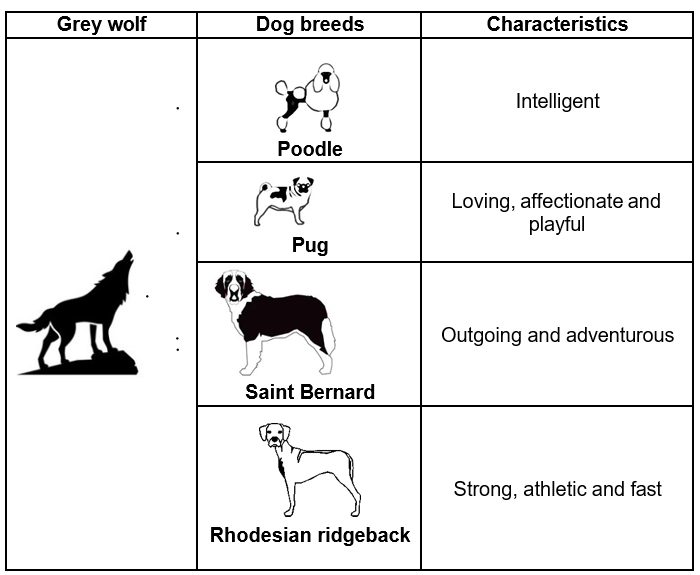 Grey wolf
Dog breeds
Characteristics
Poodle
Intelligent
Pug
Loving, affectionate and
playful
Saint Bernard
Outgoing and adventurous
Rhodesian ridgeback
Strong, athletic and fast